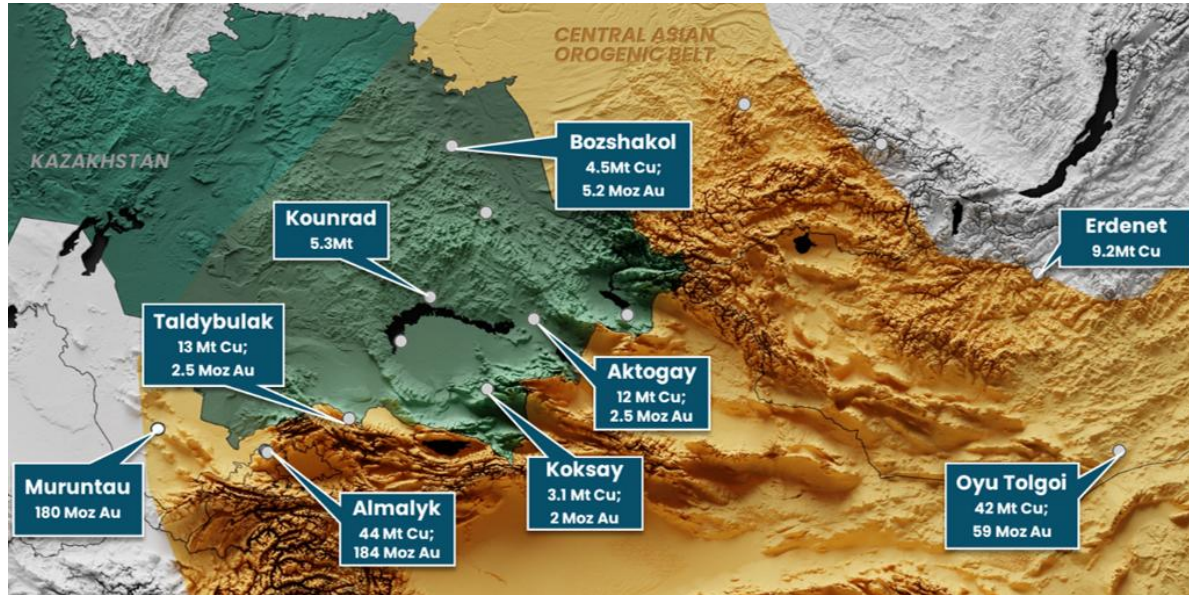 CENTRAL ASIAN
OROGENIC BELT
KAZAKHSTAN
Bozshakol
4.5Mt Cu;
5.2 Moz Au
Kounrad
5.3Mt
Erdenet
9.2Mt Cu
Taldybulak
13 Mt Cu;
2.5 Moz Au
Aktogay
12 Mt Cu;
2.5 Moz Au
Muruntau
180 Moz Au
Almalyk
44 Mt Cu;
184 Moz Au
Koksay
3.1 Mt Cu;
2 Moz Au
Oyu Tolgoi
42 Mt Cu;
59 Moz Au